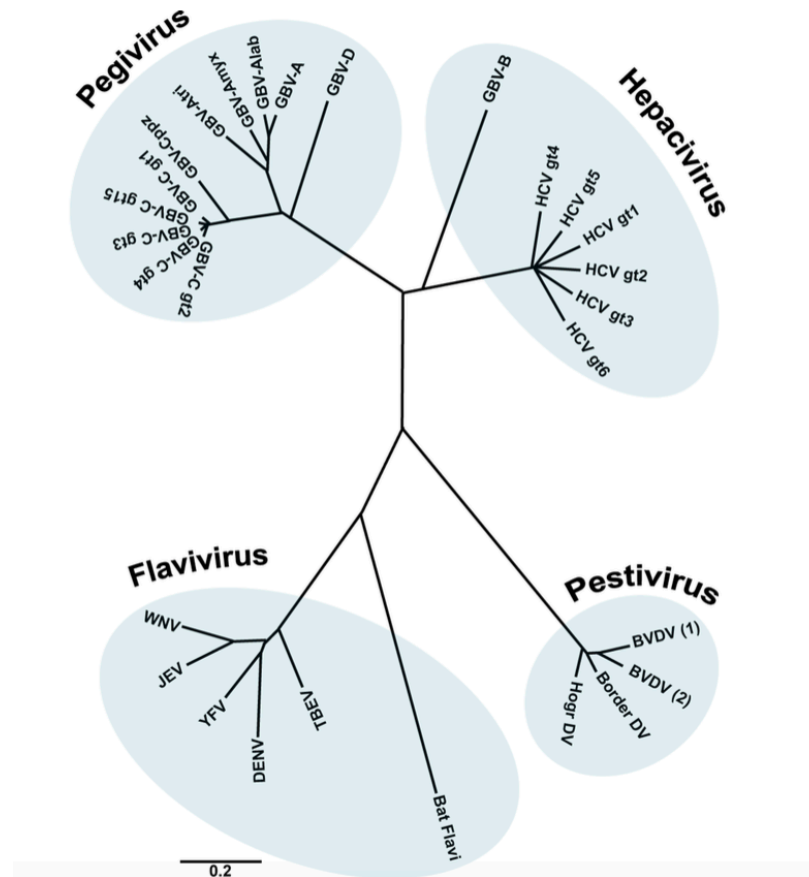 Pegivirus
GBV-D
GBV-A
GBV-Alab
GBV-Amyx
GBV-Atri
GBV-Cppz
GBV-C gt1
GBV-C gt15
GBV-C gt3
GBV-C gt4
GBV-C gt2
Hepacivirus
GBV-B
HCV gt4
HCV gt5
HCV gt1
HCV gt2
HCV gt3
HCV gt6
Flavivirus
WNV
JEV
YFV
DENV
TBEV
Bat Flavi
Pestivirus
BVDV (1)
BVDV (2)
Border DV
Hogr DV
0.2